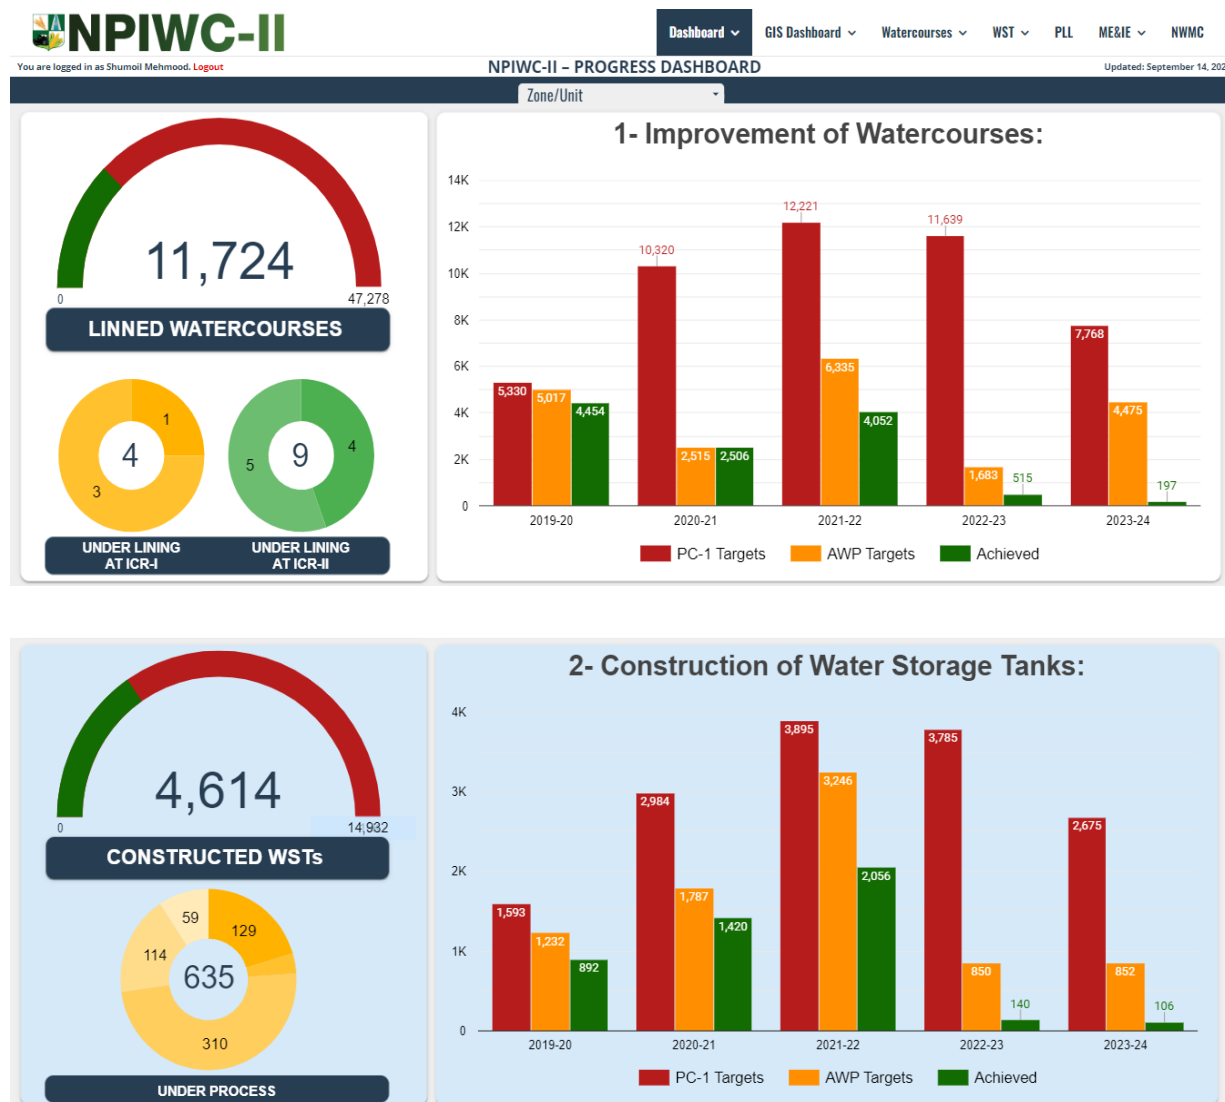 NPIWC-II
Dashboard
GIS Dashboard
Watercourses
WST
PLL
ME&IE
NWMC
You are logged in as Shumoil Mehmood. Logout
NPIWC-II – PROGRESS DASHBOARD
Updated: September 14, 202
Zone/Unit
11,724
0
47,278
LINNED WATERCOURSES
1
4
3
4
9
5
UNDER LINING
AT ICR-I
UNDER LINING
AT ICR-II
1- Improvement of Watercourses:
14K
12K
10K
8K
6K
4K
2K
0
5,330
5,017
4,454
10,320
2,515
2,506
12,221
6,335
4,052
11,639
1,683
515
7,768
4,475
197
2019-20
2020-21
2021-22
2022-23
2023-24
PC-1 Targets
AWP Targets
Achieved
4,614
0
14,932
CONSTRUCTED WSTs
59
129
114
635
310
UNDER PROCESS
2- Construction of Water Storage Tanks:
4K
3K
2K
1K
0
1,593
1,232
892
2,984
1,787
1,420
3,895
3,246
2,056
3,785
850
140
2,675
852
106
2019-20
2020-21
2021-22
2022-23
2023-24
PC-1 Targets
AWP Targets
Achieved